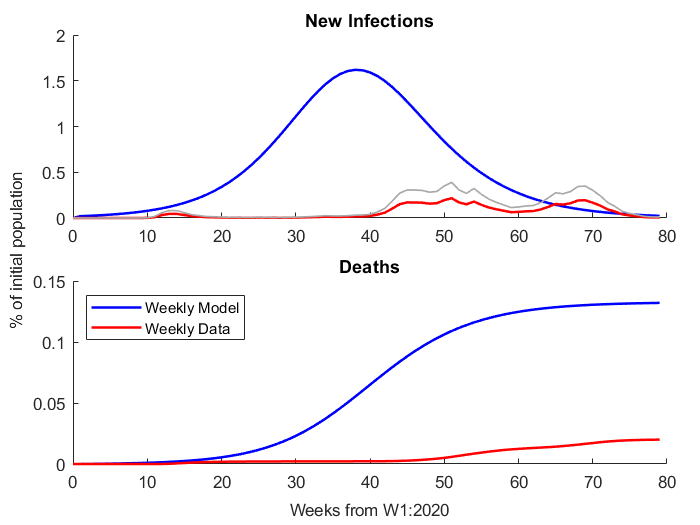 New Infections
2
1.5
1
0.5
0
0 10 20 30 40 50 60 70 80
% of initial population
Deaths
0.15
0.1
0.05
0
Weekly Model
Weekly Data
0 10 20 30 40 50 60 70 80
Weeks from W1:2020